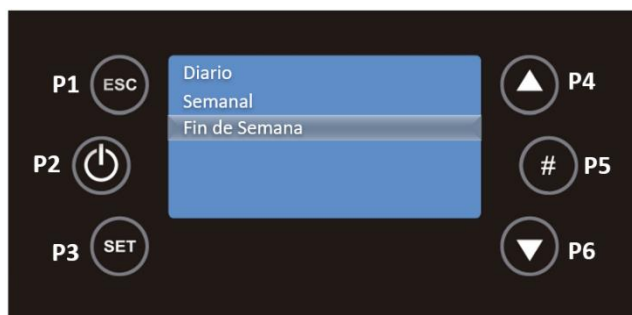 P1 ESC
P2
P3 SET
Diario
Semanal
Fin de Semana
P4
# P5
P6